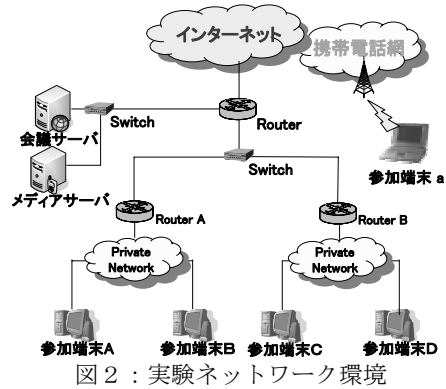 インターネット
携帯電話網
会議サーバ
Switch
Router
メディアサーバ
Switch
参加端末 a
Router A
Router B
Private
Network
Private
Network
参加端末A
参加端末B
参加端末C
参加端末D
図２：実験ネットワーク環境